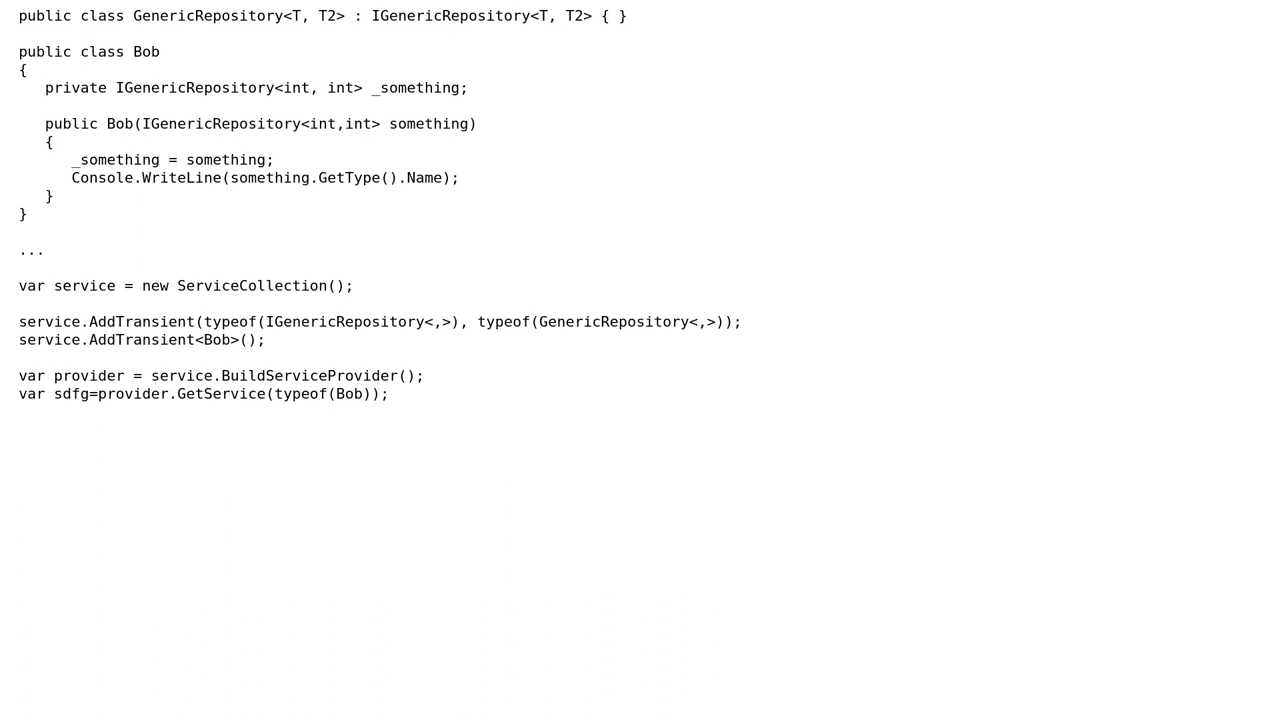 public class GenericRepository<T, T2> : IGenericRepository<T, T2> { }
public class Bob
{
private IGenericRepository<int, int> _something;
public Bob(IGenericRepository<int,int> something)
{
_something = something;
Console.WriteLine(something.GetType().Name);
}
}
...
var service = new ServiceCollection();
service.AddTransient(typeof(IGenericRepository<,>), typeof(GenericRepository<,>));
service.AddTransient<Bob>();
var provider = service.BuildServiceProvider();
var sdfg=provider.GetService(typeof(Bob));